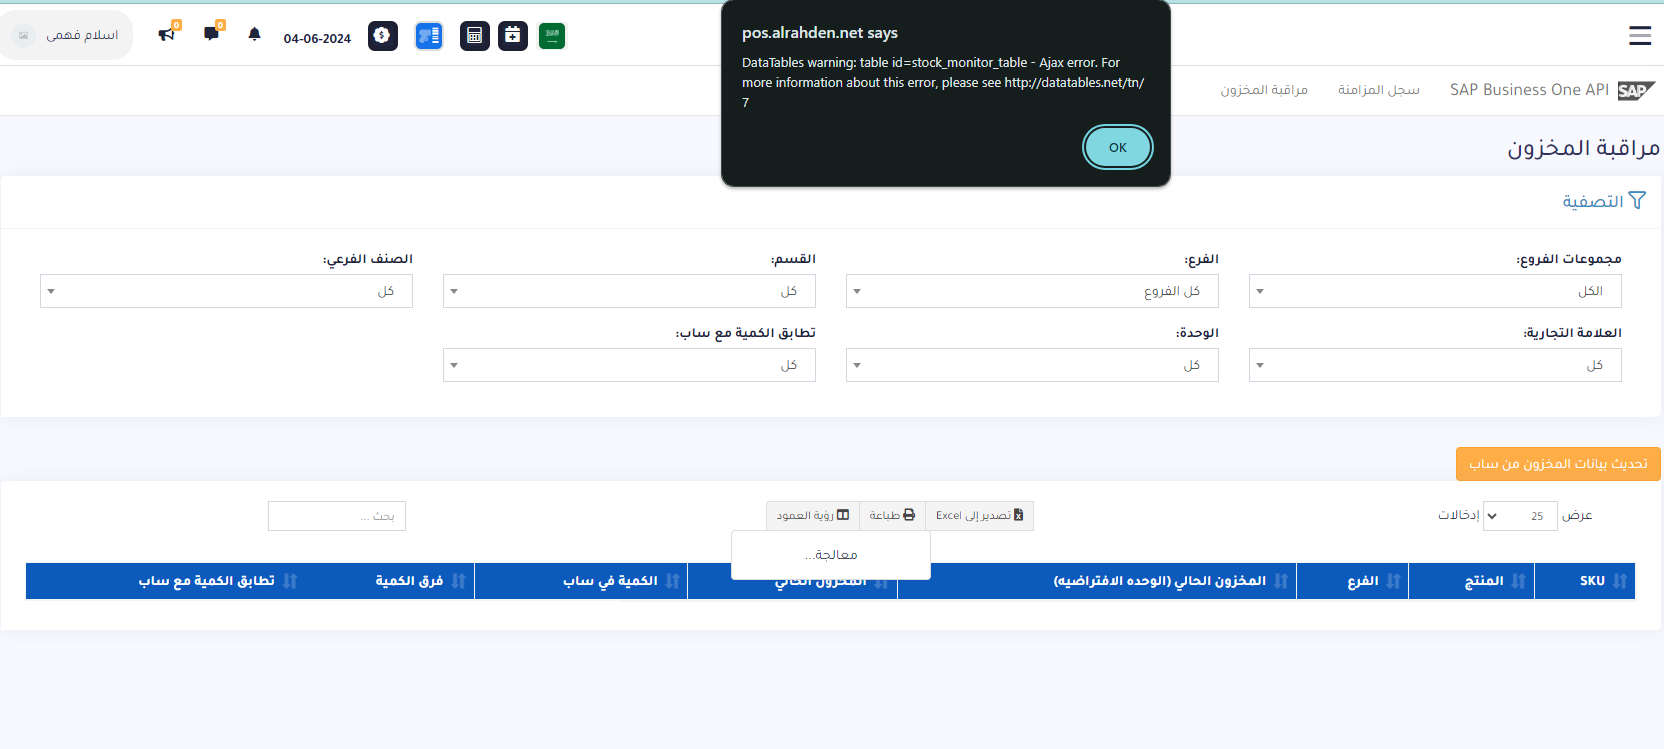 pos.alrahden.net says
DataTables warning: table id=stock_monitor_table - Ajax error. For
more information about this error, please see http://datatables.net/tn/
7
OK
اسلام فهمى
0
0
04-06-2024
SAP
SAP Business One API
سجل المزامنة
مراقبة المخزون
مراقبة المخزون
التصفية
مجموعات الفروع:
الفرع:
القسم:
الصنف الفرعي:
الكل
كل الفروع
كل
كل
العلامة التجارية:
الوحدة:
تطابق الكمية مع ساب:
كل
كل
كل
تحديث بيانات المخزون من ساب
عرض 25 إدخالات
تصدير إلى Excel
طباعة
رؤية العمود
بحث ...
معالجة...
SKU
المنتج
الفرع
المخزون الحالي (الوحده الافتراضيه)
المخزون الحالي
الكمية في ساب
فرق الكمية
تطابق الكمية مع ساب